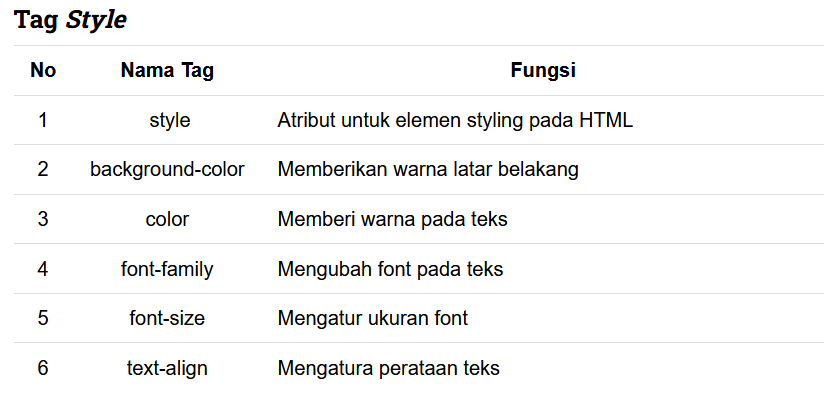 Tag Style
No Nama Tag Fungsi
1 style Atribut untuk elemen styling pada HTML
2 background-color Memberikan warna latar belakang
3 color Memberi warna pada teks
4 font-family Mengubah font pada teks
5 font-size Mengatur ukuran font
6 text-align Mengatura perataan teks